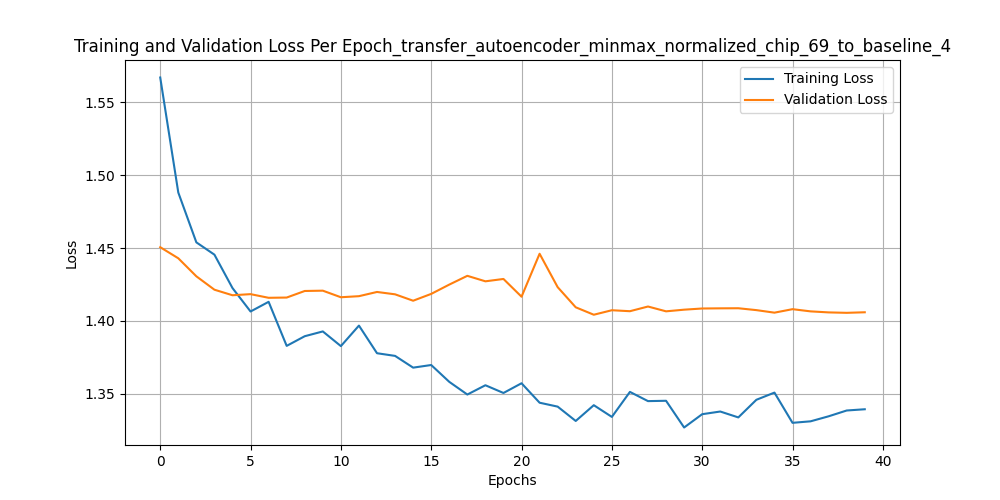 Training and Validation Loss Per Epoch_transfer_autoencoder_minmax_normalized_chip_69_to_baseline_4
Training Loss
Validation Loss
1.55
1.50
1.45
1.40
1.35
Loss
0 5 10 15 20 25 30 35 40
Epochs